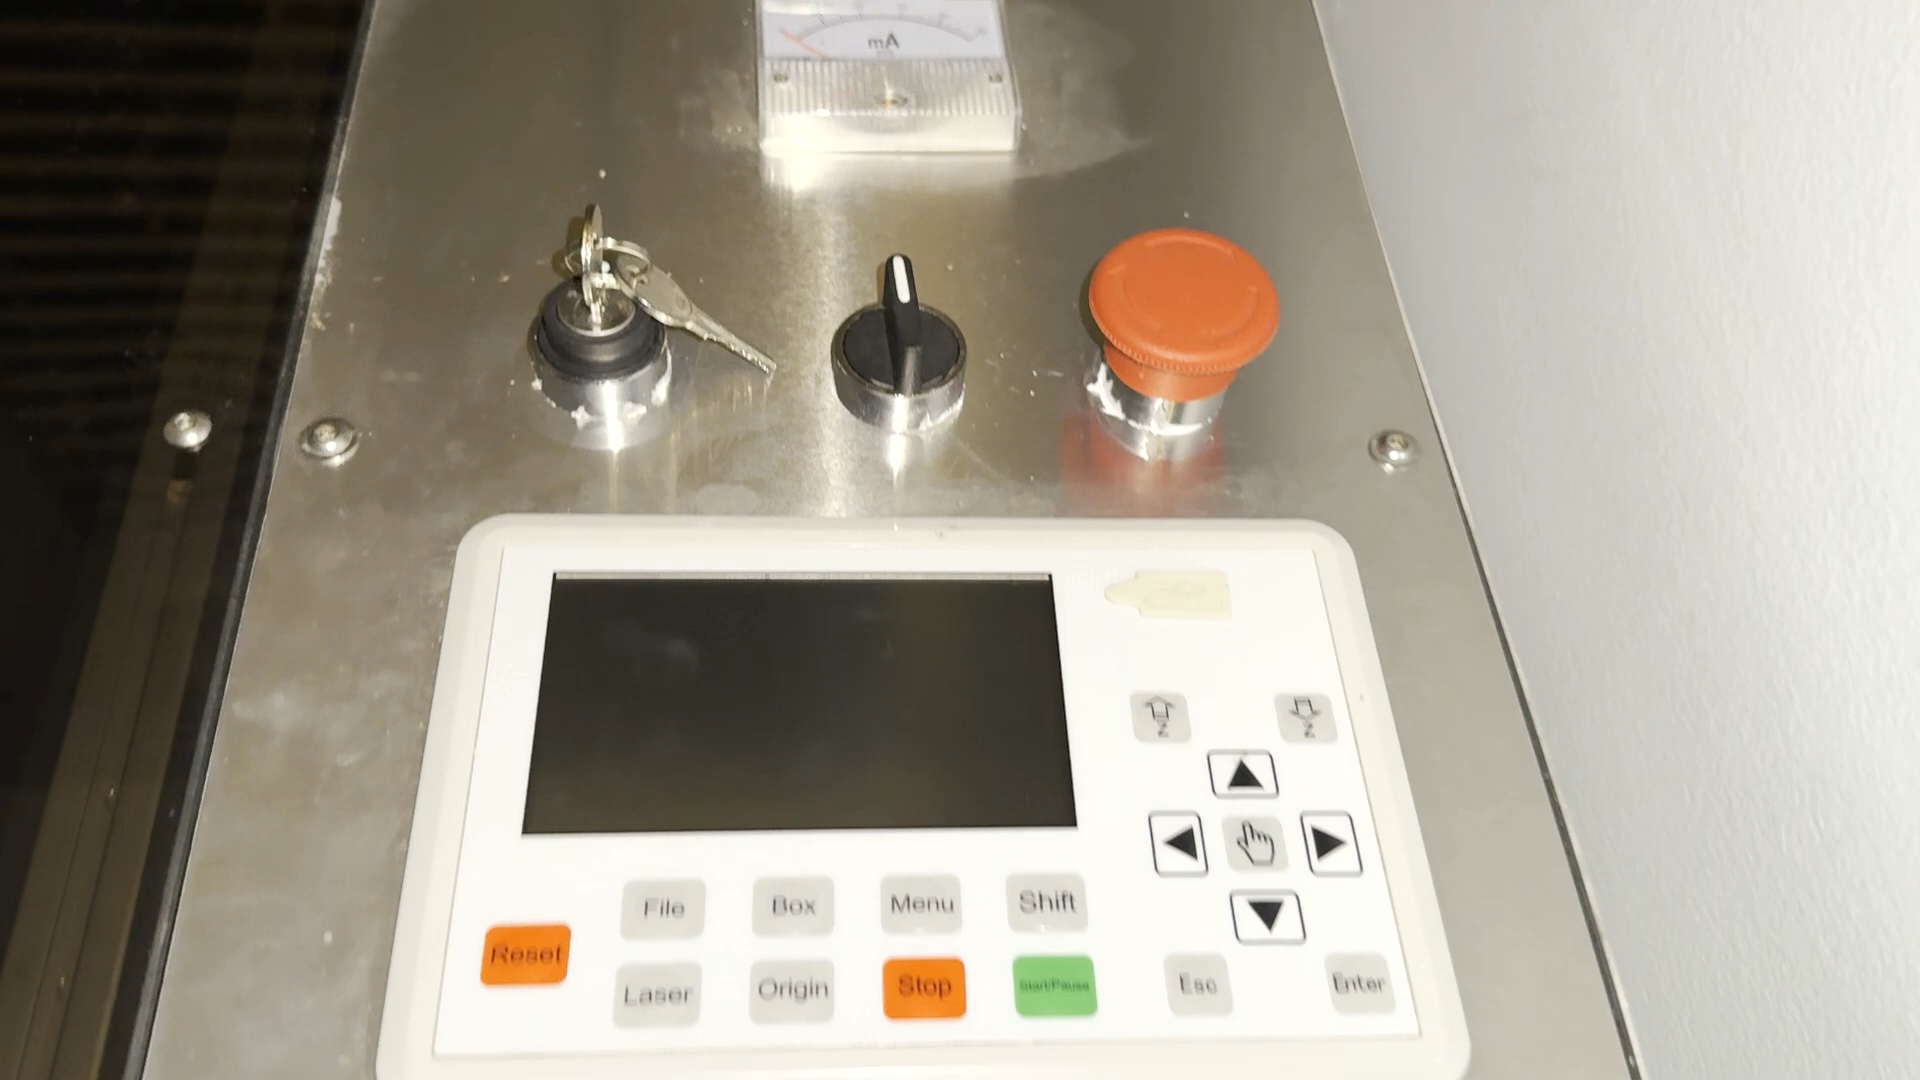 mA
Z
Z
File
Box
Menu
Shift
Reset
Laser
Origin
Stop
Start/Pause
Esc
Enter